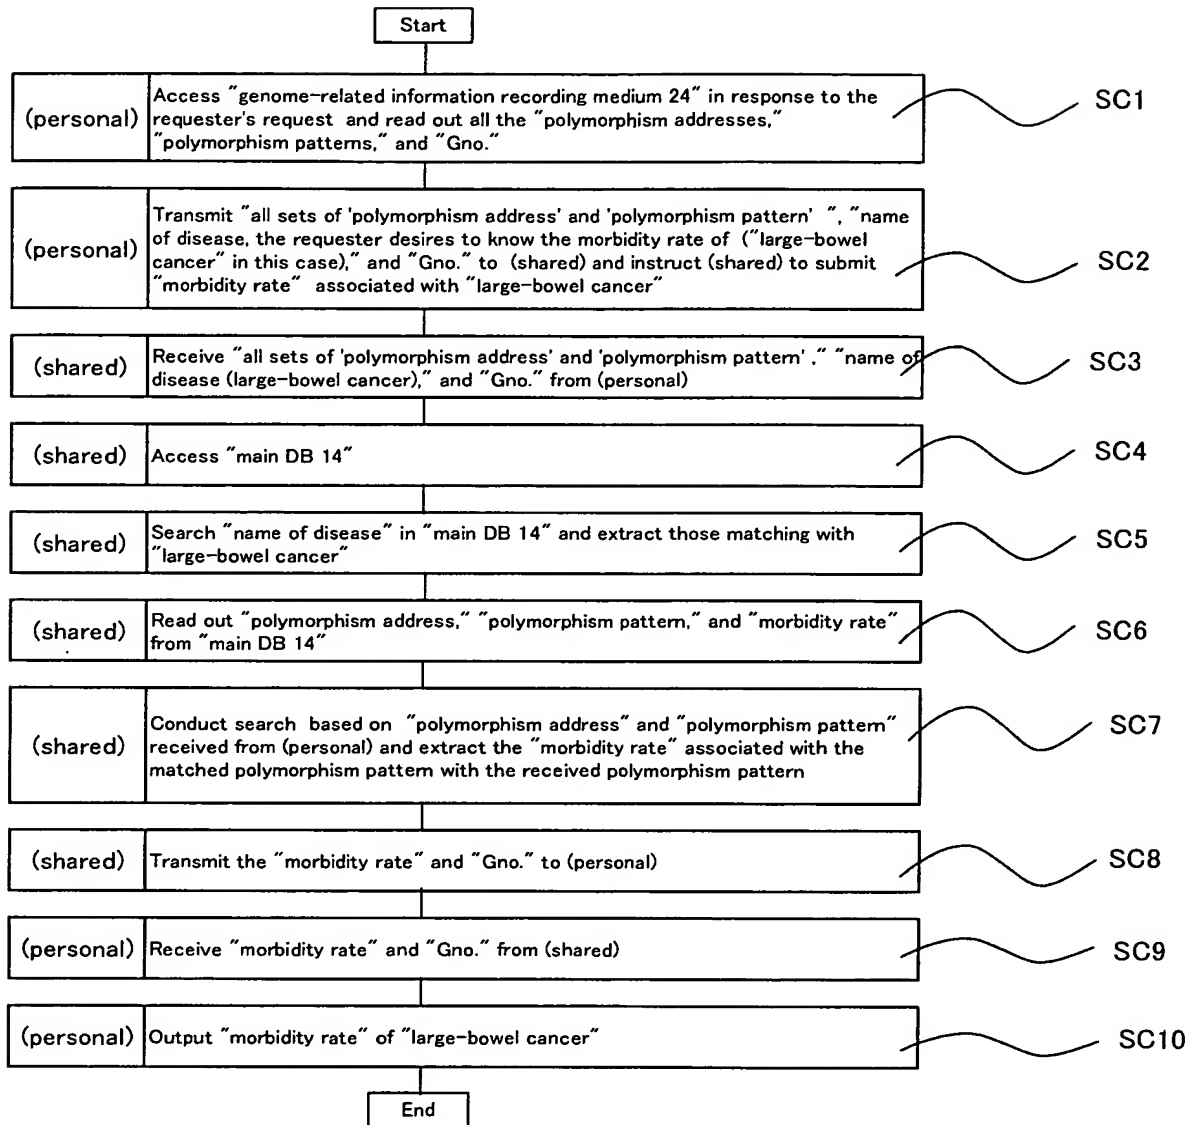 Start
(personal)
Access "genome-related information recording medium 24" in response to the
requester's request and read out all the "polymorphism addresses,"
"polymorphism patterns," and "Gno."
SC1
(personal)
Transmit "all sets of 'polymorphism address' and 'polymorphism pattern' ", "name
of disease, the requester desires to know the morbidity rate of ("large-bowel
cancer" in this case)," and "Gno." to (shared) and instruct (shared) to submit
"morbidity rate" associated with "large-bowel cancer"
SC2
(shared)
Receive "all sets of 'polymorphism address' and 'polymorphism pattern' ," "name of
disease (large-bowel cancer)," and "Gno." from (personal)
SC3
(shared)
Access "main DB 14"
SC4
(shared)
Search "name of disease" in "main DB 14" and extract those matching with
"large-bowel cancer"
SC5
(shared)
Read out "polymorphism address," "polymorphism pattern," and "morbidity rate"
from "main DB 14"
SC6
(shared)
Conduct search based on "polymorphism address" and "polymorphism pattern"
received from (personal) and extract the "morbidity rate" associated with the
matched polymorphism pattern with the received polymorphism pattern
SC7
(shared)
Transmit the "morbidity rate" and "Gno." to (personal)
SC8
(personal)
Receive "morbidity rate" and "Gno." from (shared)
SC9
(personal)
Output "morbidity rate" of "large-bowel cancer"
SC10
End